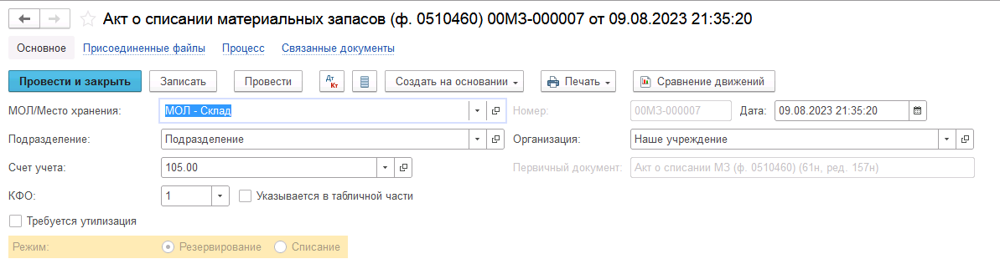 Акт о списании материальных запасов (ф. 0510460) 00МЗ-000007 от 09.08.2023 21:35:20
Основное Присоединенные файлы Процесс Связанные документы
Провести и закрыть Записать Провести Дт Кт Создать на основании Печать Сравнение движений
МОЛ/Место хранения: МОЛ - Склад Номер: 00МЗ-000007 Дата: 09.08.2023 21:35:20
Подразделение: Подразделение Организация: Наше учреждение
Счет учета: 105.00 Первичный документ: Акт о списании МЗ (ф. 0510460) (61н, ред. 157н)
КФО: 1 Указывается в табличной части
Требуется утилизация
Режим: Резервирование Списание